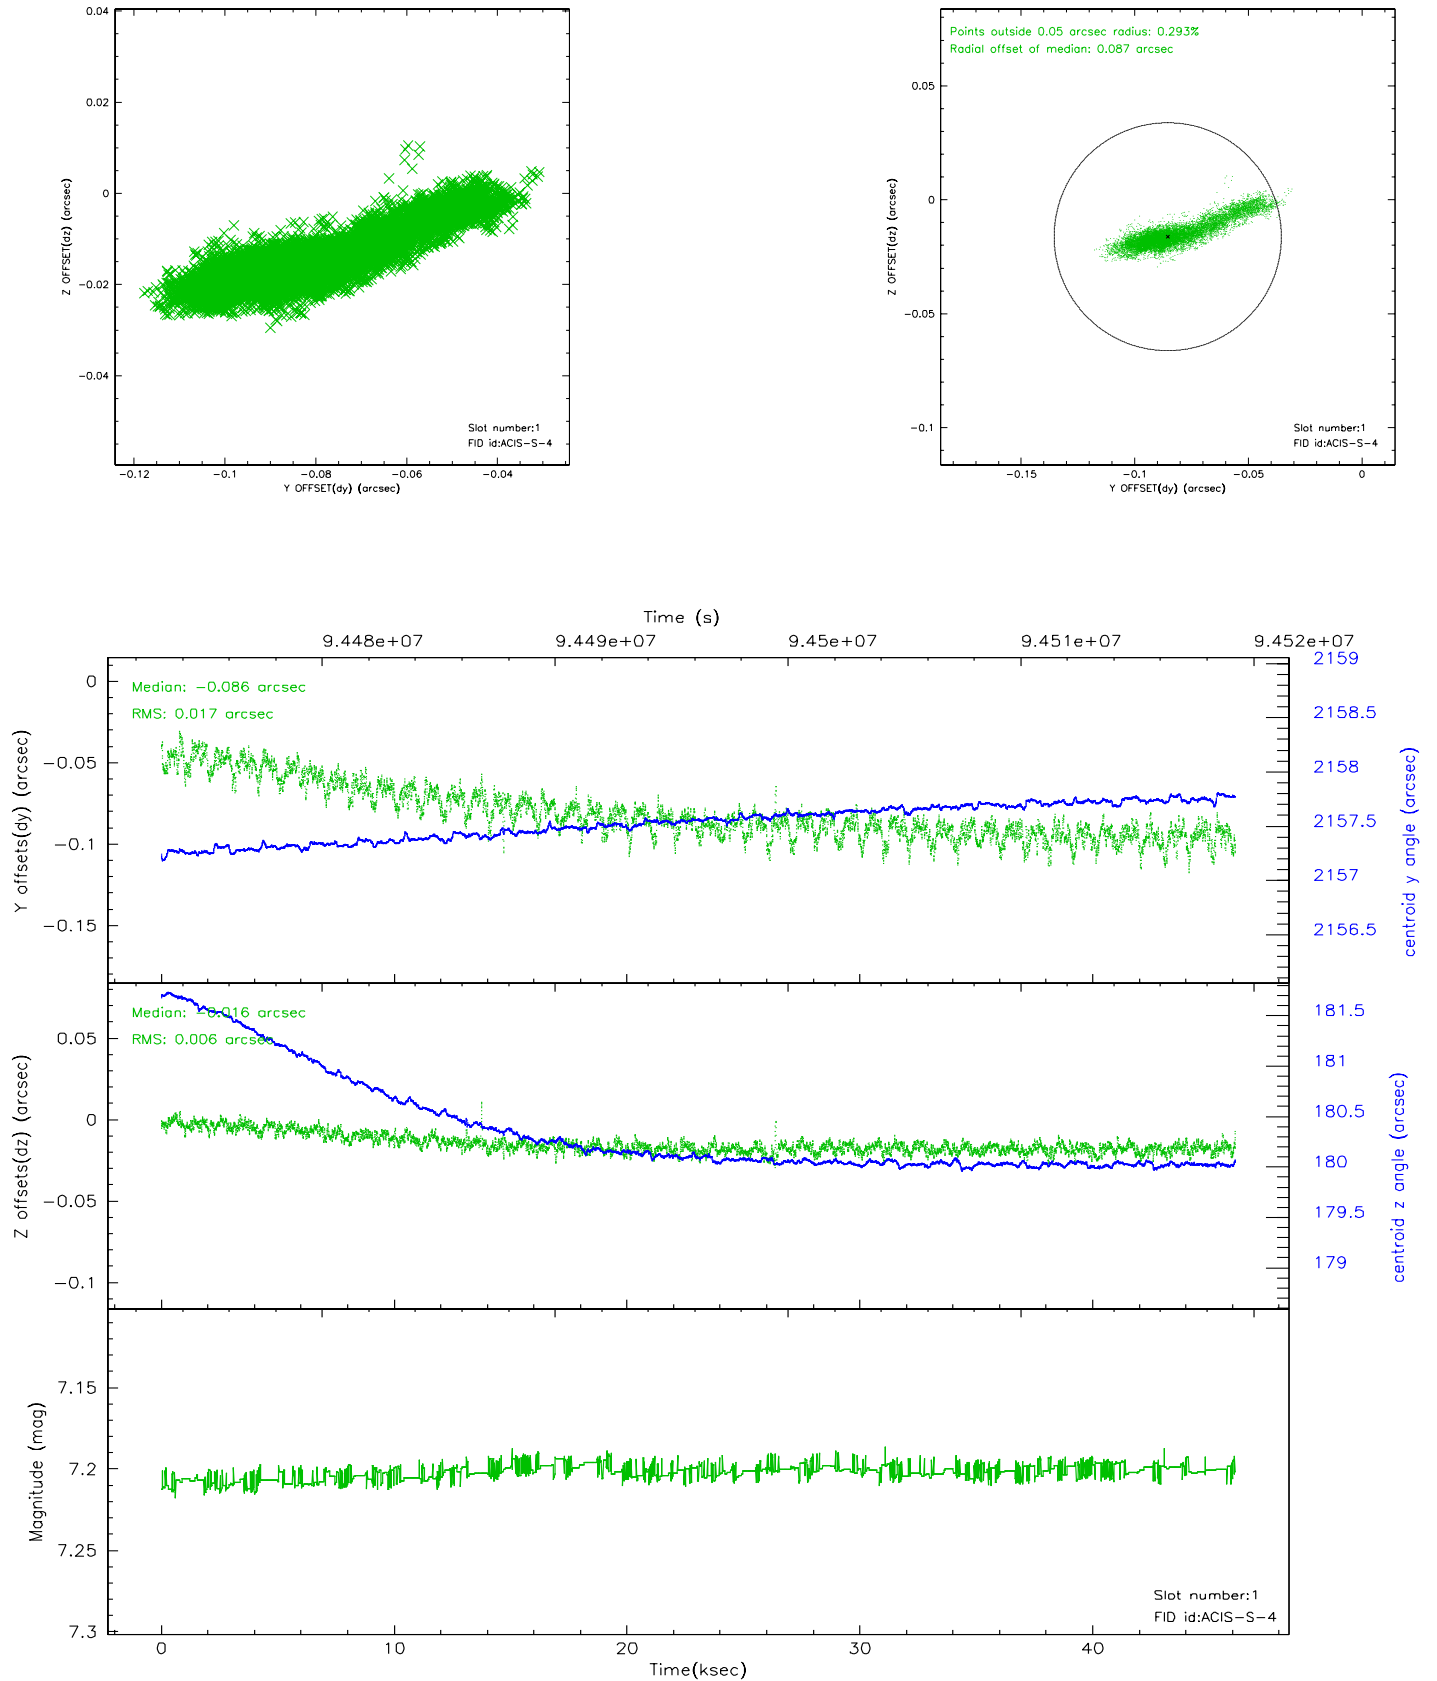 0.04
0.02
0
−0.02
−0.04
Z OFFSET(dz) (arcsec)
Slot number:1
FID id:ACIS−S−4
−0.12
−0.1
−0.08
−0.06
−0.04
Y OFFSET(dy) (arcsec)
Points outside 0.05 arcsec radius: 0.293%
Radial offset of median: 0.087 arcsec
0.05
0
−0.05
−0.1
Z OFFSET(dz) (arcsec)
Slot number:1
FID id:ACIS−S−4
−0.15
−0.1
−0.05
0
Y OFFSET(dy) (arcsec)
Time (s)
9.448e+07
9.449e+07
9.45e+07
9.451e+07
9.452e+07
0
−0.05
−0.1
−0.15
Y offsets(dy) (arcsec)
Median: −0.086 arcsec
RMS: 0.017 arcsec
2159
2158.5
2158
2157.5
2157
2156.5
centroid y angle (arcsec)
0.05
0
−0.05
−0.1
Z offsets(dz) (arcsec)
Median: −0.016 arcsec
RMS: 0.006 arcsec
181.5
181
180.5
180
179.5
179
centroid z angle (arcsec)
7.15
7.2
7.25
7.3
Magnitude (mag)
Slot number:1
FID id:ACIS−S−4
0
10
20
30
40
Time(ksec)